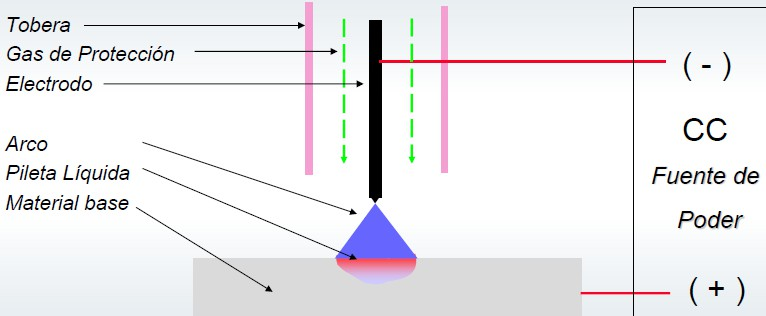 Tobera
Gas de Protección
Electrodo
Arco
Pileta Líquida
Material base
( - )
CC
Fuente de
Poder
( + )